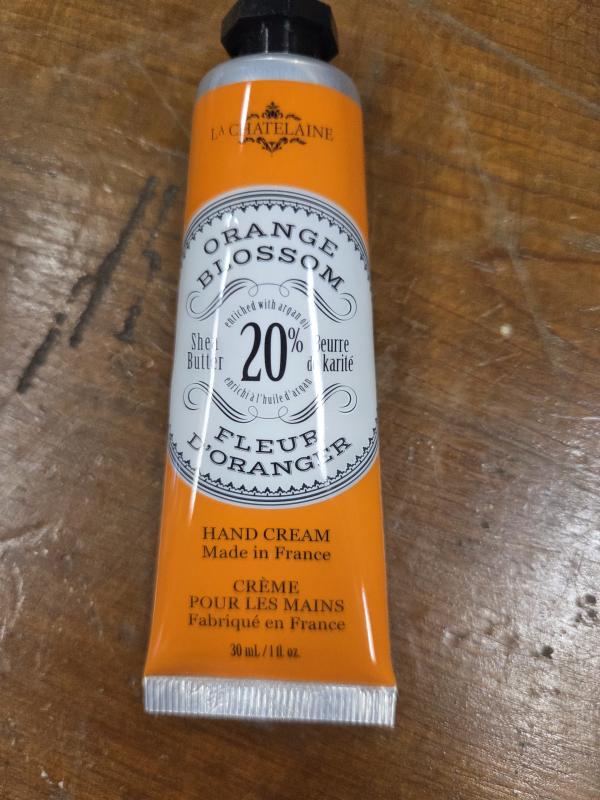 LA CHATELAINE
ORANGE
BLOSSOM
enriched with argan oil
Shea
Butter
20%
Beurre
de karité
enrichi à l'huile d'argan
FLEUR
D'ORANGER
HAND CREAM
Made in France
CRÈME
POUR LES MAINS
Fabriqué en France
30 mL / 1 fl. oz.